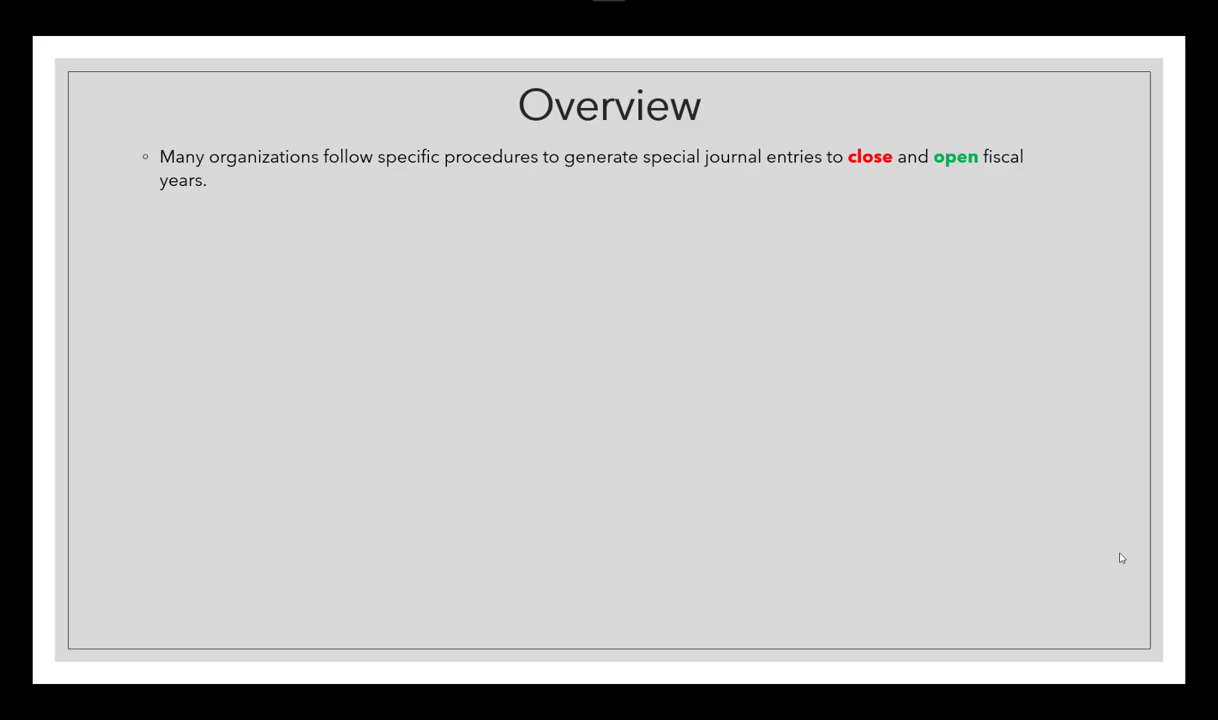 Overview
◦ Many organizations follow specific procedures to generate special journal entries to close and open fiscal
years.